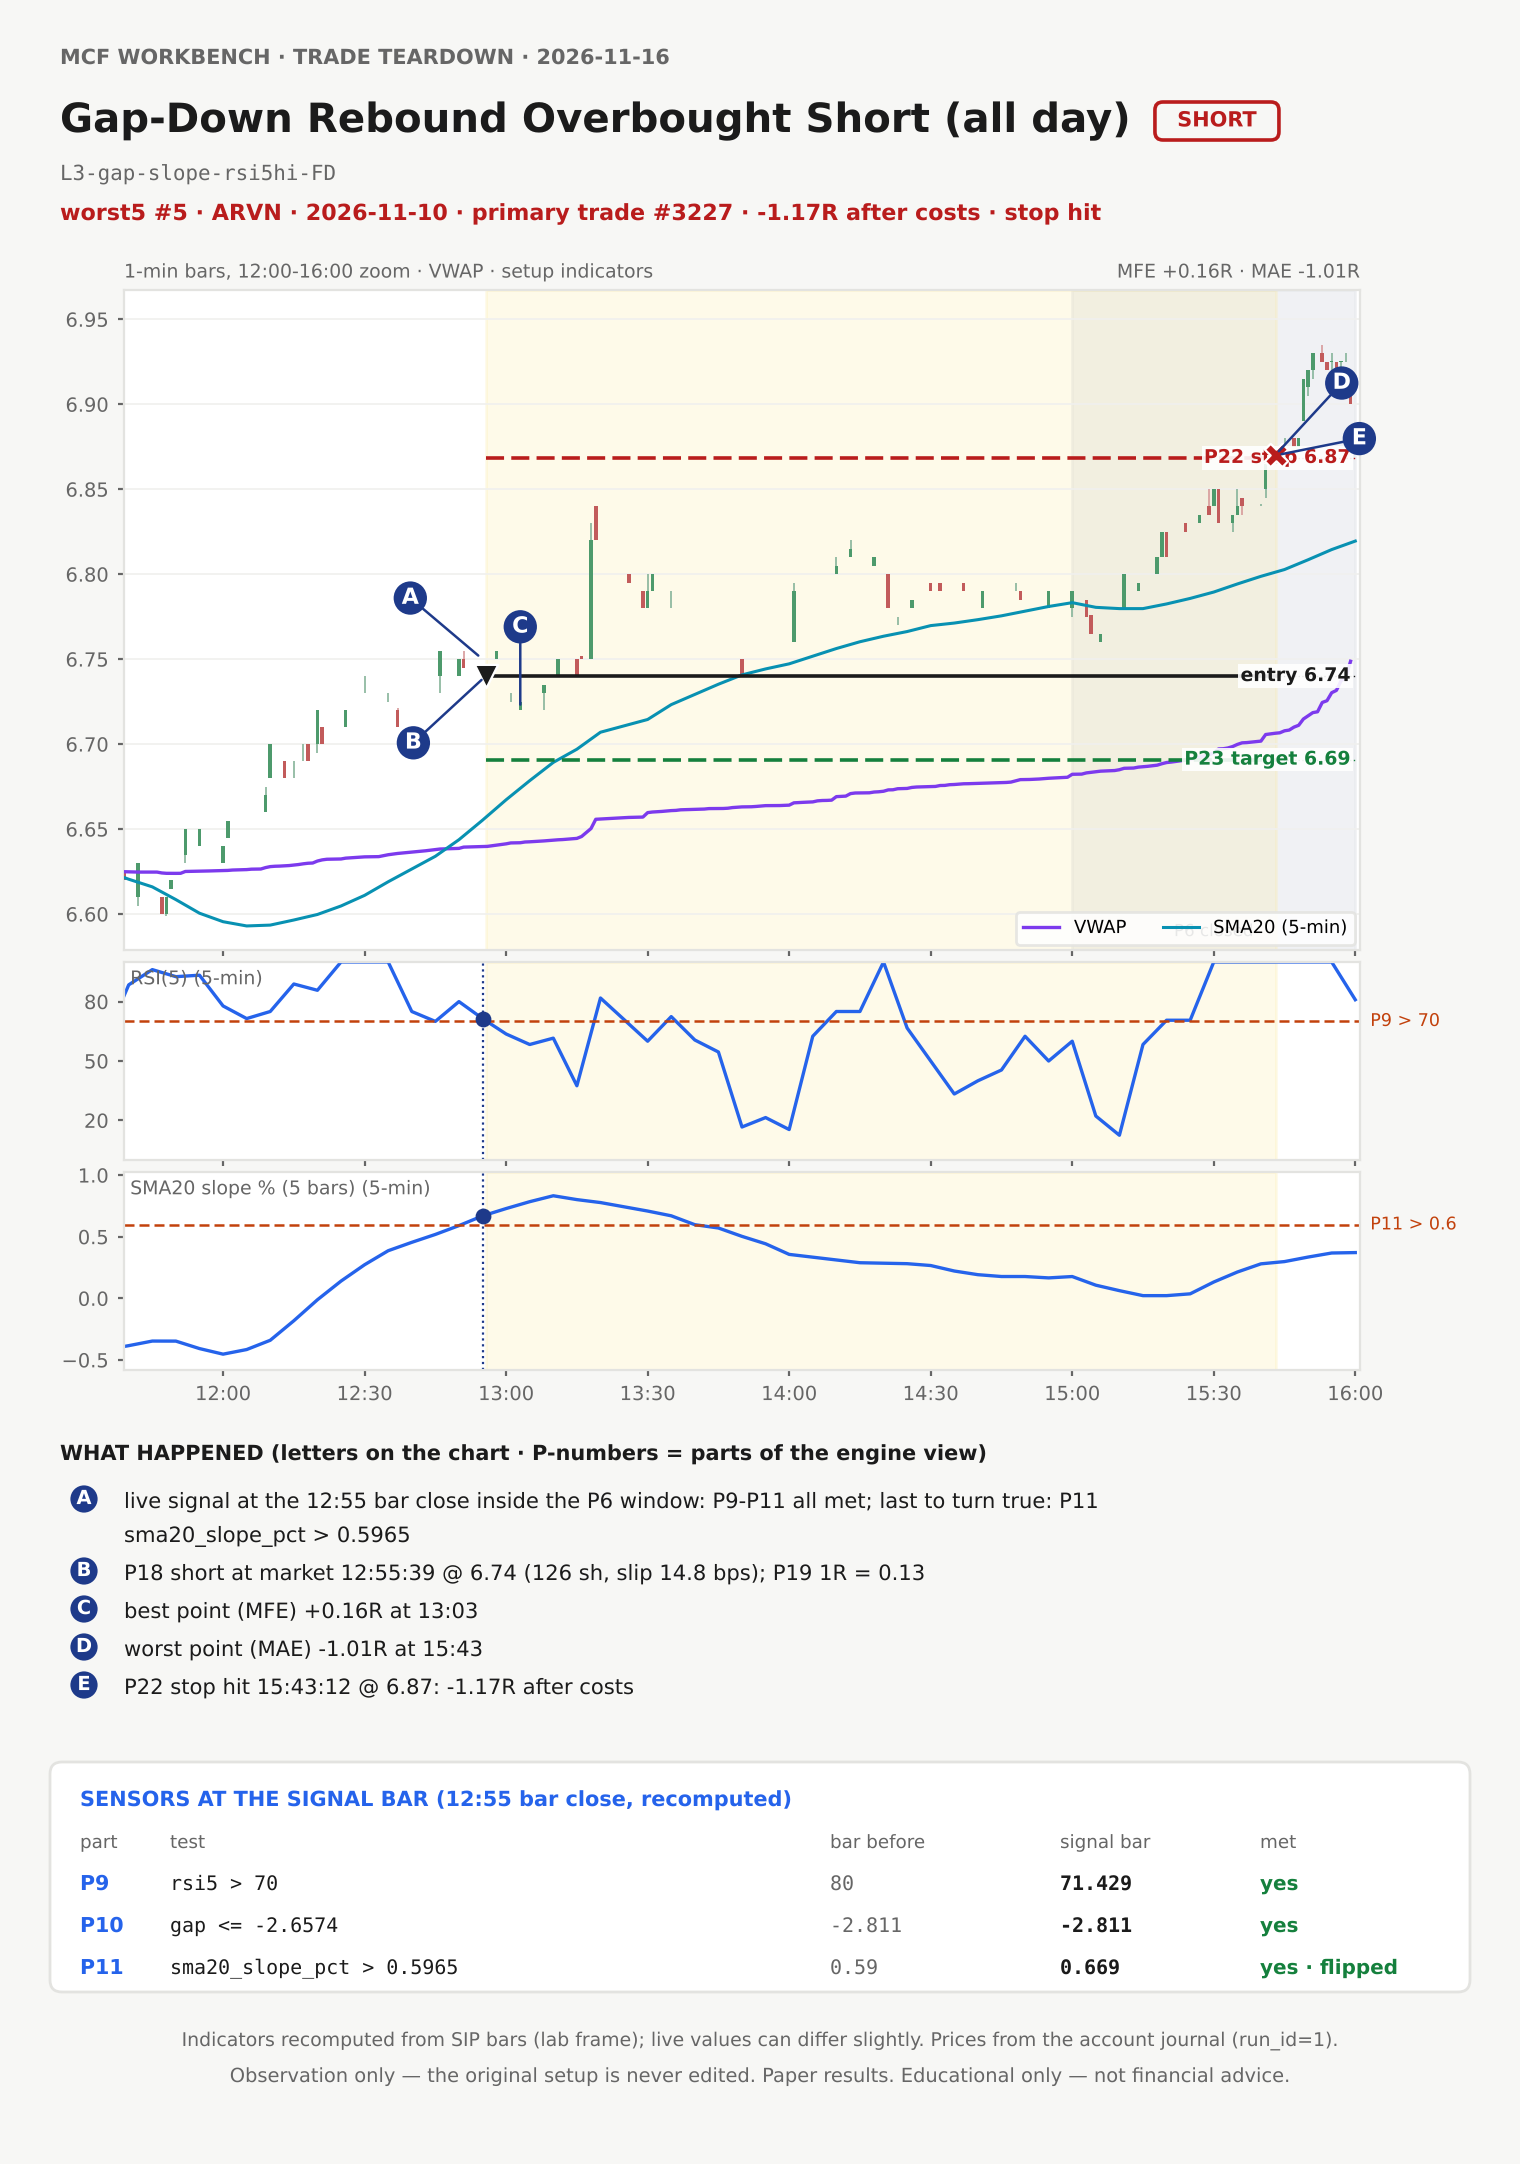 MCF WORKBENCH · TRADE TEARDOWN · 2026-11-16
Gap-Down Rebound Overbought Short (all day) SHORT
L3-gap-slope-rsi5hi-FD
worst5 #5 · ARVN · 2026-11-10 · primary trade #3227 · -1.17R after costs · stop hit
1-min bars, 12:00-16:00 zoom · VWAP · setup indicators MFE +0.16R · MAE -1.01R
6.95
6.90
D
E
P22 stop 6.87
6.85
6.80
A
C
6.75
entry 6.74
B
6.70
P23 target 6.69
6.65
6.60
VWAP SMA20 (5-min)
RSI(5) (5-min)
80
P9 > 70
50
20
1.0
SMA20 slope % (5 bars) (5-min)
P11 > 0.6
0.5
0.0
−0.5
12:00 12:30 13:00 13:30 14:00 14:30 15:00 15:30 16:00
WHAT HAPPENED (letters on the chart · P-numbers = parts of the engine view)
A live signal at the 12:55 bar close inside the P6 window: P9-P11 all met; last to turn true: P11
sma20_slope_pct > 0.5965
B P18 short at market 12:55:39 @ 6.74 (126 sh, slip 14.8 bps); P19 1R = 0.13
C best point (MFE) +0.16R at 13:03
D worst point (MAE) -1.01R at 15:43
E P22 stop hit 15:43:12 @ 6.87: -1.17R after costs
SENSORS AT THE SIGNAL BAR (12:55 bar close, recomputed)
part test bar before signal bar met
P9 rsi5 > 70 80 71.429 yes
P10 gap <= -2.6574 -2.811 -2.811 yes
P11 sma20_slope_pct > 0.5965 0.59 0.669 yes · flipped
Indicators recomputed from SIP bars (lab frame); live values can differ slightly. Prices from the account journal (run_id=1).
Observation only — the original setup is never edited. Paper results. Educational only — not financial advice.